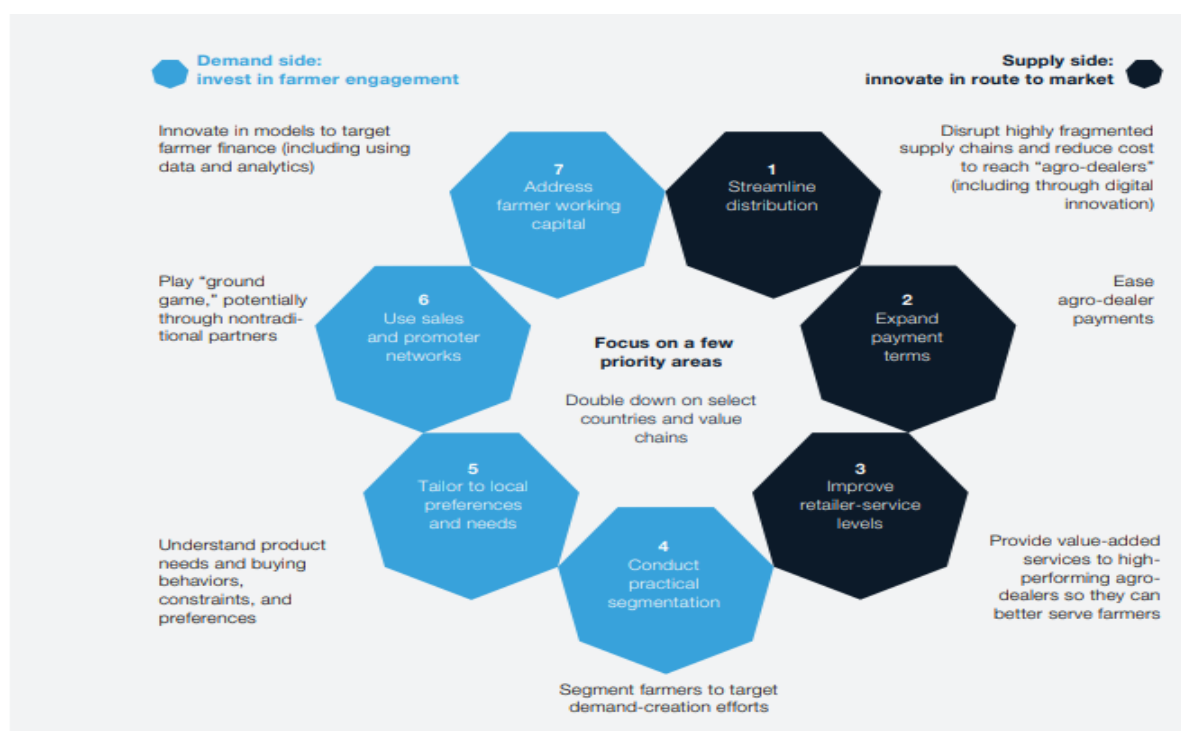 Demand side:
invest in farmer engagement
Supply side:
innovate in route to market
Innovate in models to target
farmer finance (including using
data and analytics)
7
Address
farmer working
capital
1
Streamline
distribution
Disrupt highly fragmented
supply chains and reduce cost
to reach “agro-dealers”
(including through digital
innovation)
Play “ground
game,” potentially
through nontradi-
tional partners
6
Use sales
and promoter
networks
Focus on a few
priority areas
Double down on select
countries and value
chains
2
Expand
payment
terms
Ease
agro-dealer
payments
5
Tailor to local
preferences
and needs
3
Improve
retailer-service
levels
Understand product
needs and buying
behaviors,
constraints, and
preferences
4
Conduct
practical
segmentation
Provide value-added
services to high-
performing agro-
dealers so they can
better serve farmers
Segment farmers to target
demand-creation efforts